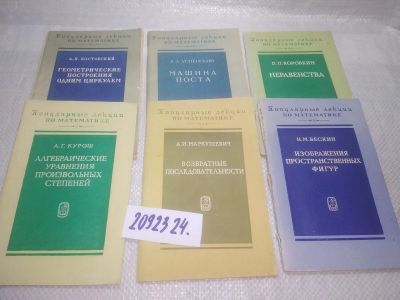 Популярные лекции
ПО МАТЕМАТИКЕ
А.Н. КОСТОВСКИЙ
ГЕОМЕТРИЧЕСКИЕ
ПОСТРОЕНИЯ
ОДНИМ ЦИРКУЛЕМ
Популярные лекции
ПО МАТЕМАТИКЕ
В.А. УСПЕНСКИЙ
МАШИНА
ПОСТА
Популярные лекции
ПО МАТЕМАТИКЕ
П.П. КОРОВКИН
НЕРАВЕНСТВА
Популярные лекции
ПО МАТЕМАТИКЕ
А.Г. КУРОШ
АЛГЕБРАИЧЕСКИЕ
УРАВНЕНИЯ
ПРОИЗВОЛЬНЫХ
СТЕПЕНЕЙ
Популярные лекции
ПО МАТЕМАТИКЕ
А.И. МАРКУШЕВИЧ
ВОЗВРАТНЫЕ
ПОСЛЕДОВАТЕЛЬНОСТИ
Популярные лекции
ПО МАТЕМАТИКЕ
Н.М. БЕСКИН
ИЗОБРАЖЕНИЯ
ПРОСТРАНСТВЕННЫХ
ФИГУР
209234.